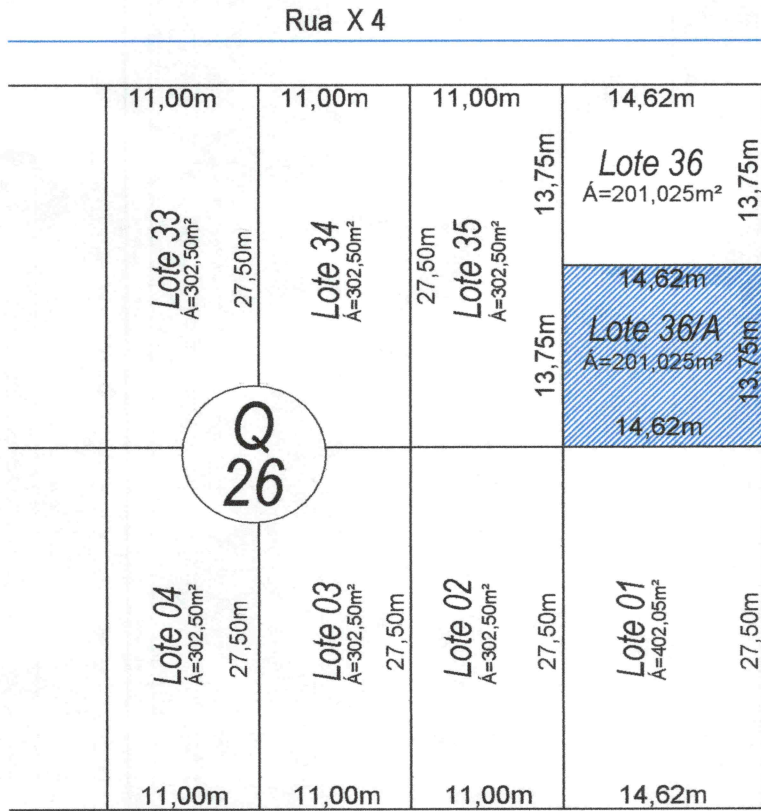 Rua X 4
11,00m
11,00m
11,00m
14,62m
Lote 33
Á=302,50m²
27,50m
Lote 34
Á=302,50m²
27,50m
Lote 35
Á=302,50m²
13,75m
13,75m
Lote 36
Á=201,025m²
13,75m
14,62m
Lote 36/A
Á=201,025m²
13,75m
14,62m
Q
26
Lote 04
Á=302,50m²
27,50m
Lote 03
Á=302,50m²
27,50m
Lote 02
Á=302,50m²
27,50m
Lote 01
Á=402,05m²
27,50m
11,00m
11,00m
11,00m
14,62m